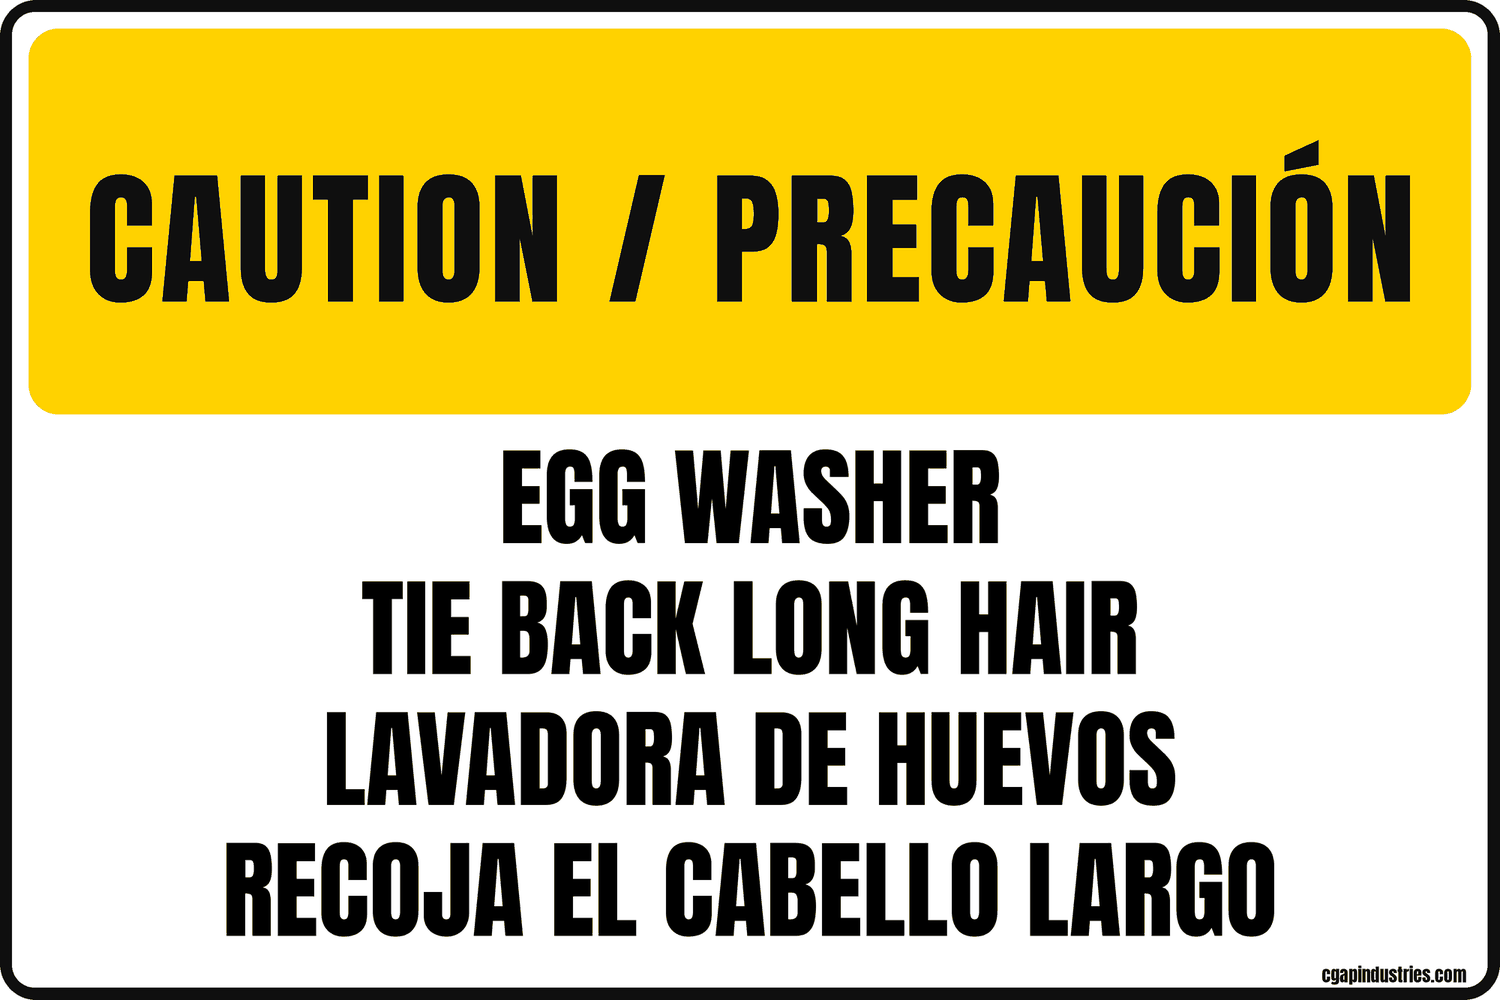 CAUTION / PRECAUCIÓN
EGG WASHER
TIE BACK LONG HAIR
LAVADORA DE HUEVOS
RECOJA EL CABELLO LARGO
cgapindustries.com